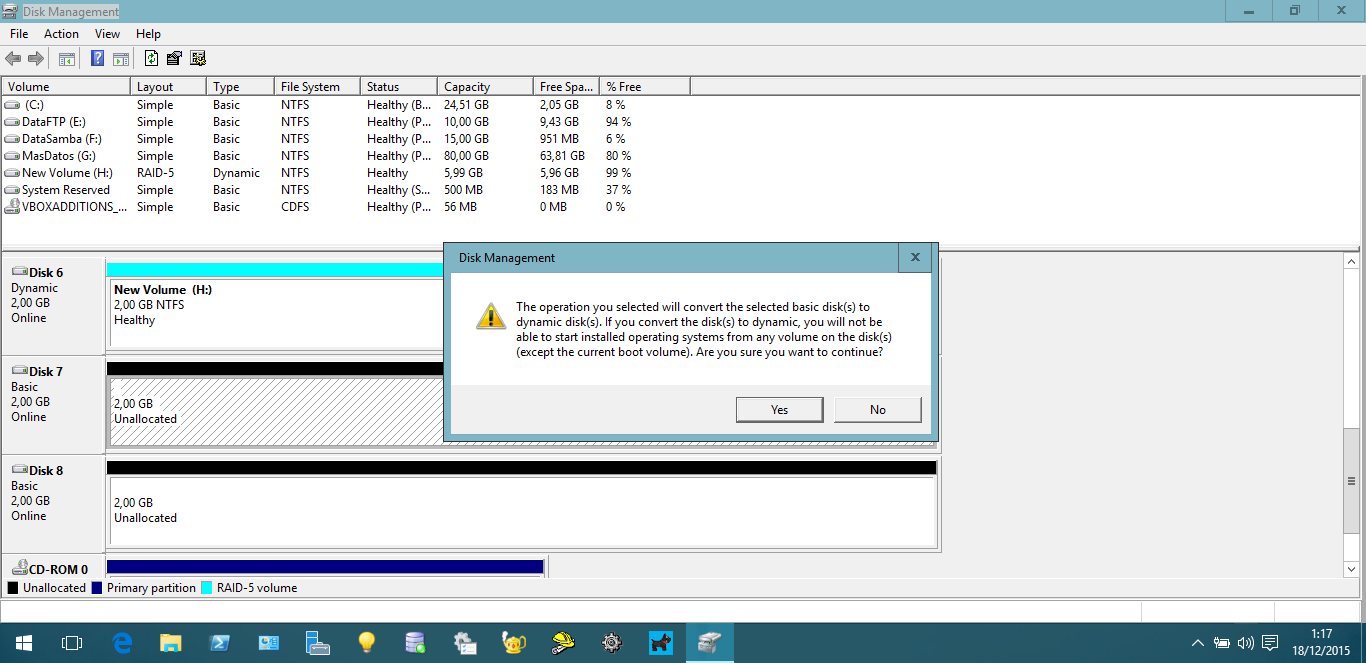 Disk Management
File Action View Help
Volume Layout Type File System Status Capacity Free Spa... % Free
(C:) Simple Basic NTFS Healthy (B... 24,51 GB 2,05 GB 8 %
DataFTP (E:) Simple Basic NTFS Healthy (P... 10,00 GB 9,43 GB 94 %
DataSamba (F:) Simple Basic NTFS Healthy (P... 15,00 GB 951 MB 6 %
MasDatos (G:) Simple Basic NTFS Healthy (P... 80,00 GB 63,81 GB 80 %
New Volume (H:) RAID-5 Dynamic NTFS Healthy 5,99 GB 5,96 GB 99 %
System Reserved Simple Basic NTFS Healthy (S... 500 MB 183 MB 37 %
VBOXADDITIONS_... Simple Basic CDFS Healthy (P... 56 MB 0 MB 0 %
Disk 6
Dynamic
2,00 GB
Online
New Volume (H:)
2,00 GB NTFS
Healthy
Disk 7
Basic
2,00 GB
Online
2,00 GB
Unallocated
Disk 8
Basic
2,00 GB
Online
2,00 GB
Unallocated
CD-ROM 0
Disk Management
The operation you selected will convert the selected basic disk(s) to
dynamic disk(s). If you convert the disk(s) to dynamic, you will not be
able to start installed operating systems from any volume on the disk(s)
(except the current boot volume). Are you sure you want to continue?
Yes No
Unallocated Primary partition RAID-5 volume
1:17
18/12/2015